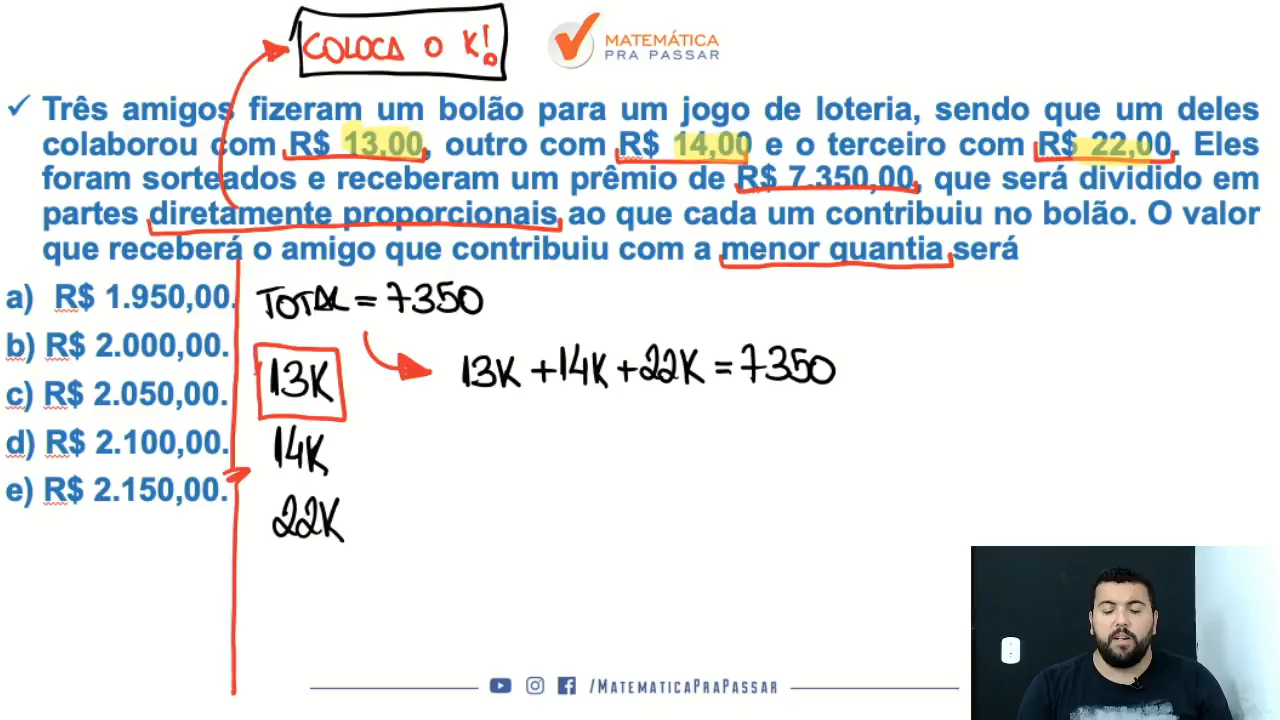 COLOCA O K!
MATEMÁTICA
PRA PASSAR
✓ Três amigos fizeram um bolão para um jogo de loteria, sendo que um deles
colaborou com R$ 13,00, outro com R$ 14,00 e o terceiro com R$ 22,00. Eles
foram sorteados e receberam um prêmio de R$ 7.350,00, que será dividido em
partes diretamente proporcionais ao que cada um contribuiu no bolão. O valor
que receberá o amigo que contribuiu com a menor quantia será
a) R$ 1.950,00.
b) R$ 2.000,00.
c) R$ 2.050,00.
d) R$ 2.100,00.
e) R$ 2.150,00.
TOTAL = 7350
13K
14K
22K
13K + 14K + 22K = 7350
/MATEMATICAPRAPASSAR